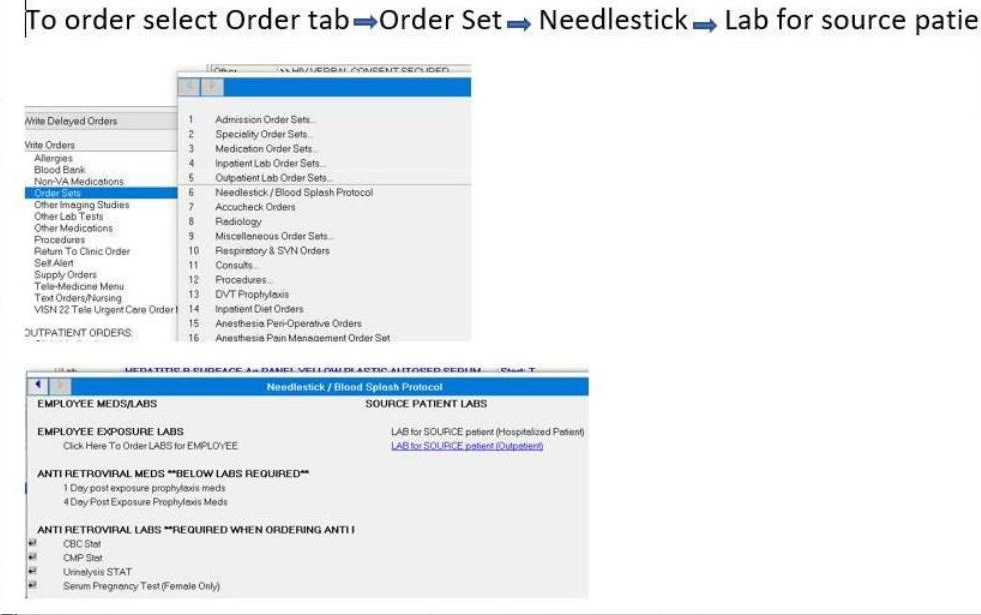 To order select Order tab➡Order Set➡ Needlestick➡ Lab for source patie
Other >> HIV VERBAL CONSENT SECURED
Write Delayed Orders
Write Orders
Allergies
Blood Bank
Non-VA Medications
Order Sets
Other Imaging Studies
Other Lab Tests
Other Medications
Procedures
Return To Clinic Order
Self Alert
Supply Orders
Tele-Medicine Menu
Text Orders/Nursing
VISN 22 Tele Urgent Care Order
OUTPATIENT ORDERS:
1 Admission Order Sets...
2 Speciality Order Sets...
3 Medication Order Sets...
4 Inpatient Lab Order Sets...
5 Outpatient Lab Order Sets...
6 Needlestick / Blood Splash Protocol
7 Accucheck Orders
8 Radiology
9 Miscellaneous Order Sets...
10 Respiratory & SVN Orders
11 Consults...
12 Procedures...
13 DVT Prophylaxis
14 Inpatient Diet Orders
15 Anesthesia Peri-Operative Orders
16 Anesthesia Pain Management Order Set
Lab HEPATITIS B SURFACE Ag PANEL YELLOW PLASTIC AUTOSEP SERUM Start: T
Needlestick / Blood Splash Protocol
EMPLOYEE MEDS/LABS SOURCE PATIENT LABS
EMPLOYEE EXPOSURE LABS LAB for SOURCE patient (Hospitalized Patient)
Click Here To Order LABS for EMPLOYEE LAB for SOURCE patient (Outpatient)
ANTI RETROVIRAL MEDS **BELOW LABS REQUIRED**
1 Day post exposure prophylaxis meds
4 Day Post Exposure Prophylaxis Meds
ANTI RETROVIRAL LABS **REQUIRED WHEN ORDERING ANTI
CBC Stat
CMP Stat
Urinalysis STAT
Serum Pregnancy Test (Female Only)